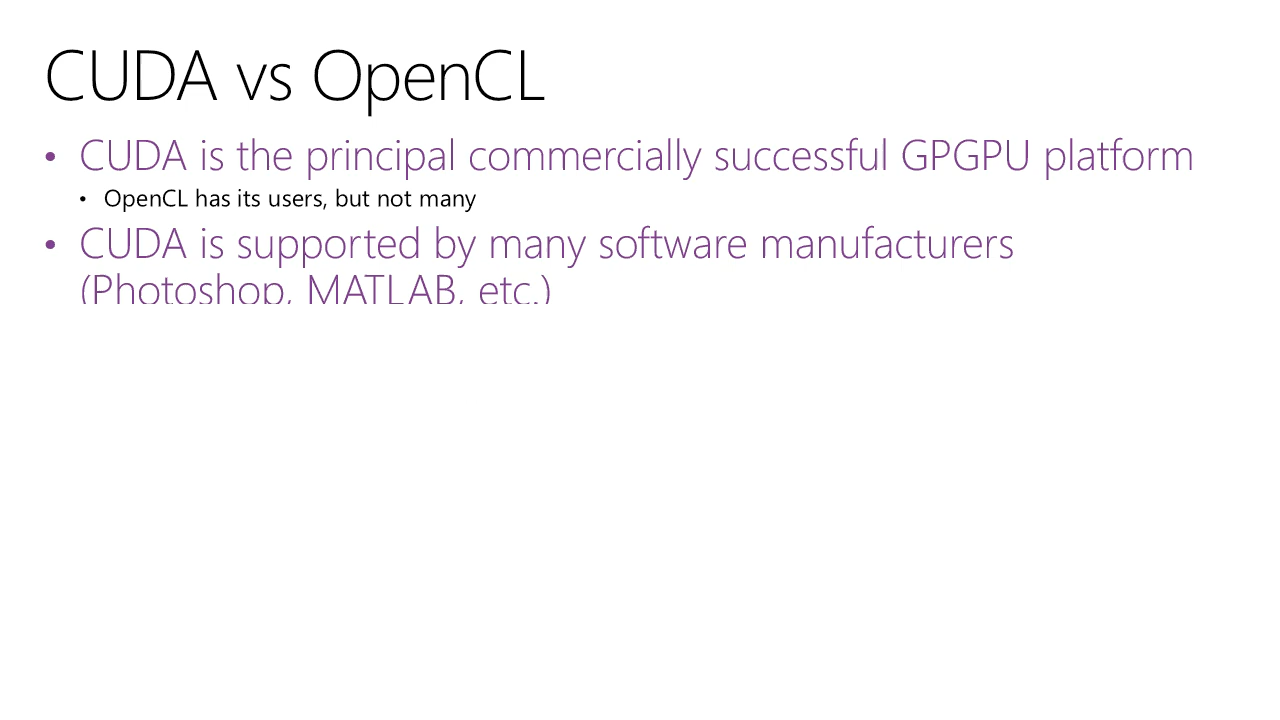 CUDA vs OpenCL
• CUDA is the principal commercially successful GPGPU platform
• OpenCL has its users, but not many
• CUDA is supported by many software manufacturers
(Photoshop, MATLAB, etc.)